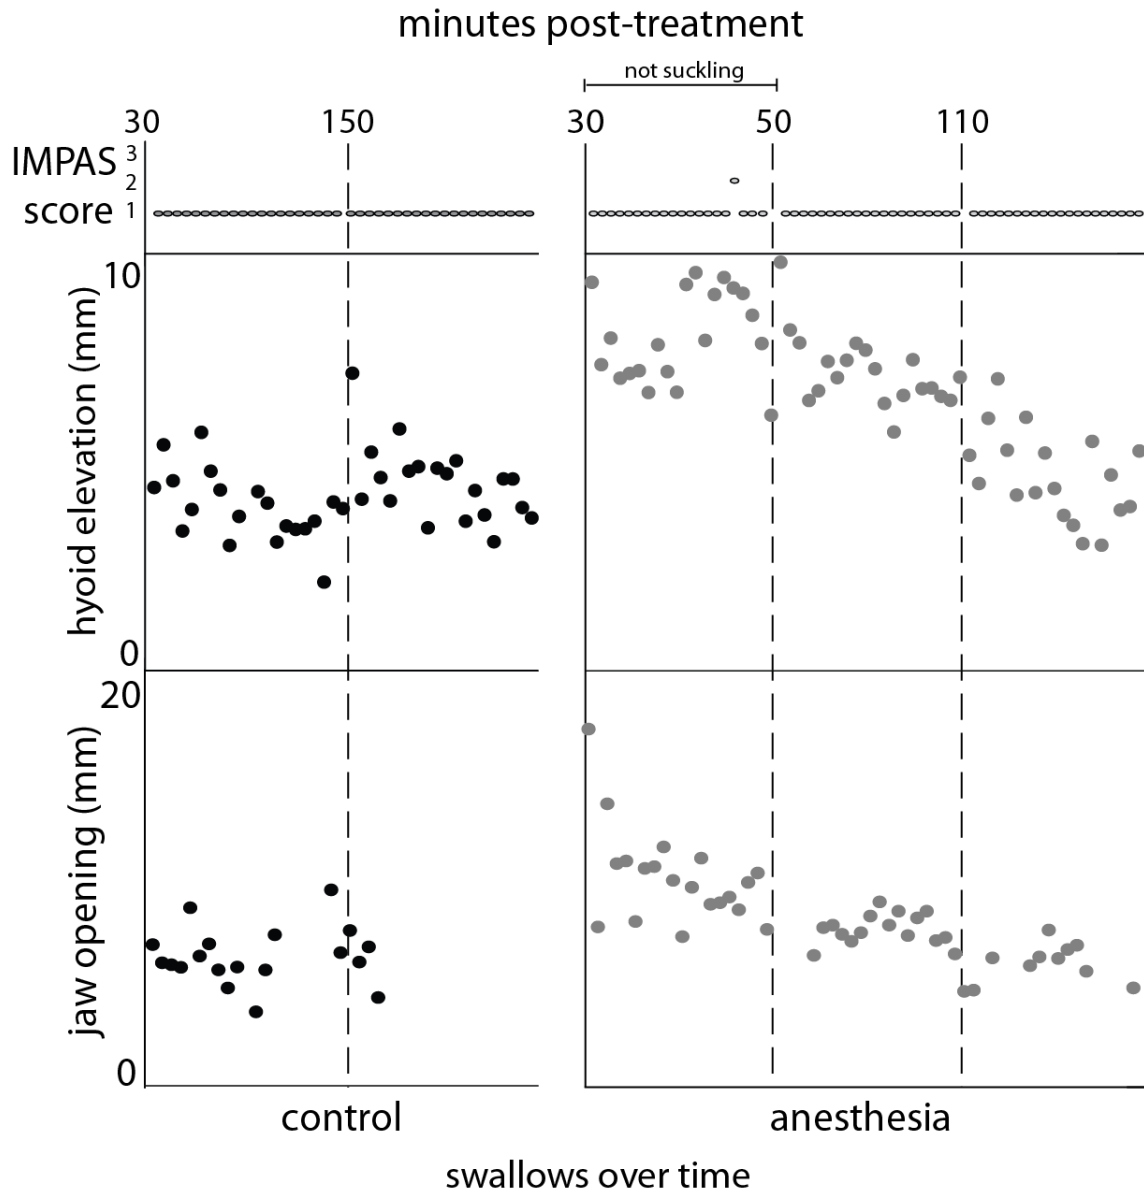 minutes post-treatment
not suckling
30 150 30 50 110
IMPAS 3
2
score 1
10
hyoid elevation (mm)
0
20
jaw opening (mm)
0
control anesthesia
swallows over time